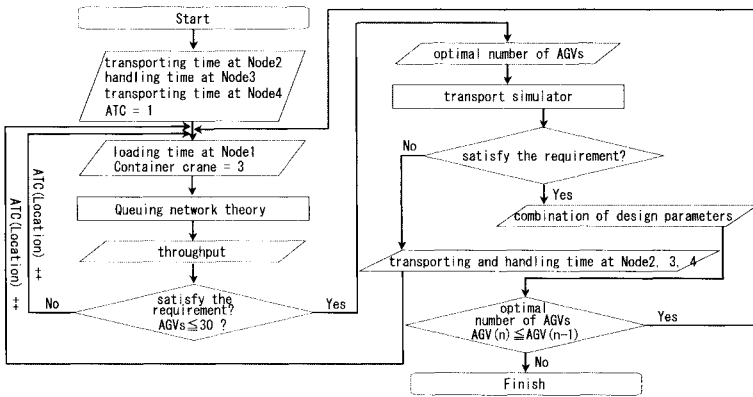 Start
transporting time at Node2
handling time at Node3
transporting time at Node4
ATC = 1
loading time at Node1
Container crane = 3
Queuing network theory
throughput
satisfy the
requirement?
AGVs≦30 ?
No
Yes
ATC(Location) ++
ATC(Location) ++
optimal number of AGVs
transport simulator
satisfy the requirement?
No
Yes
combination of design parameters
transporting and handling time at Node2, 3, 4
optimal
number of AGVs
AGV(n)≦AGV(n-1)
Yes
No
Finish